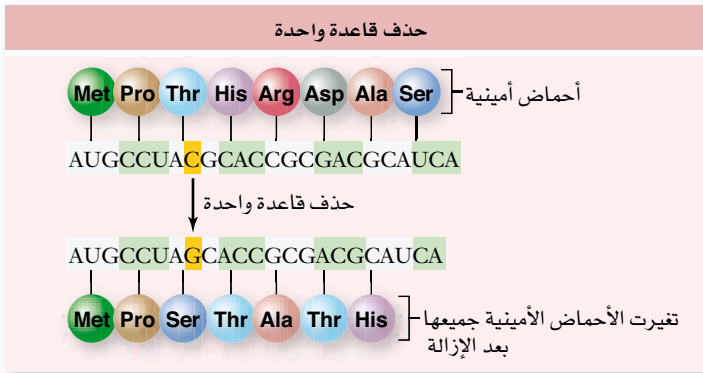 حذف قاعدة واحدة
Met Pro Thr His Arg Asp Ala Ser
أحماض أمينية
AUGCCUACGCACCGCGACGCAUCA
حذف قاعدة واحدة
AUGCCUAGCACCGCGACGCAUCA
Met Pro Ser Thr Ala Thr His
تغيرت الأحماض الأمينية جميعها
بعد الإزالة